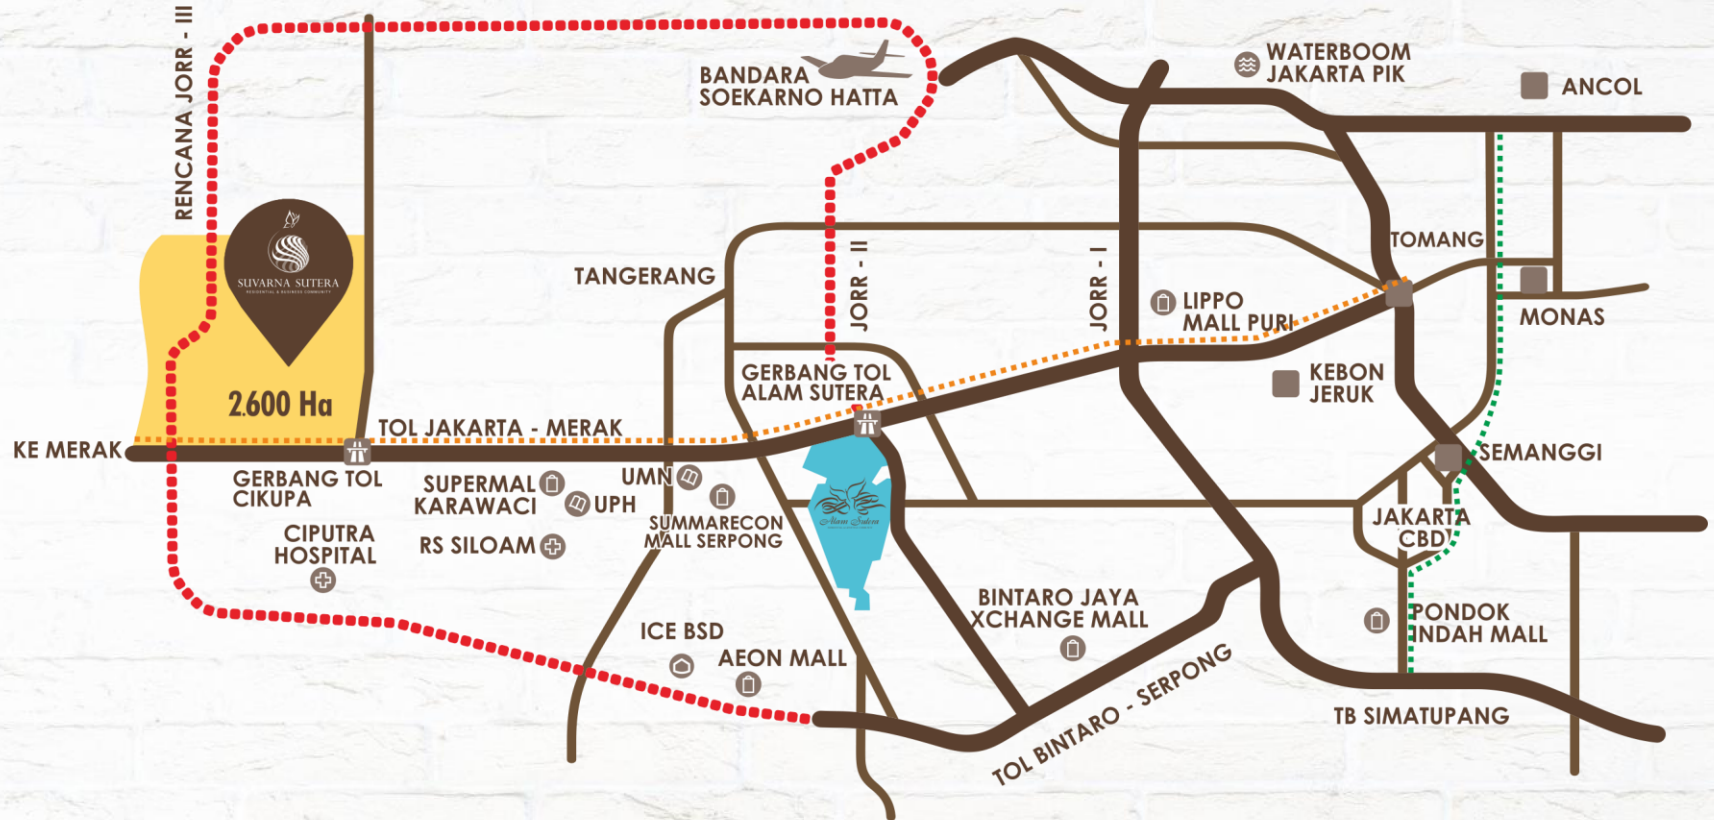 RENCANA JORR - III
BANDARA
SOEKARNO HATTA
WATERBOOM
JAKARTA PIK
ANCOL
SUVARNA SUTERA
RESIDENTIAL & BUSINESS COMMUNITY
2.600 Ha
TANGERANG
JORR - II
JORR - I
TOMANG
LIPPO
MALL PURI
MONAS
GERBANG TOL
ALAM SUTERA
KEBON
JERUK
KE MERAK
TOL JAKARTA - MERAK
GERBANG TOL
CIKUPA
SUPERMAL
KARAWACI
UPH
UMN
SUMMARECON
MALL SERPONG
Alam Sutera
SEMANGGI
JAKARTA
CBD
CIPUTRA
HOSPITAL
RS SILOAM
ICE BSD
AEON MALL
BINTARO JAYA
XCHANGE MALL
PONDOK
INDAH MALL
TOL BINTARO - SERPONG
TB SIMATUPANG